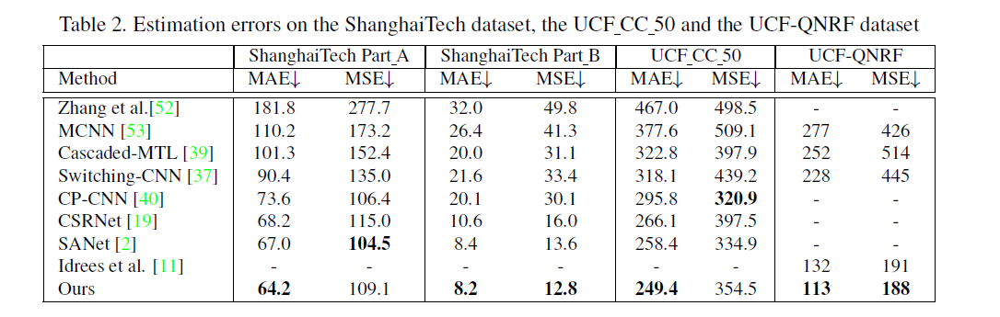 Table 2. Estimation errors on the ShanghaiTech dataset, the UCF_CC_50 and the UCF-QNRF dataset
ShanghaiTech Part_A ShanghaiTech Part_B UCF_CC_50 UCF-QNRF
Method MAE↓ MSE↓ MAE↓ MSE↓ MAE↓ MSE↓ MAE↓ MSE↓
Zhang et al.[52] 181.8 277.7 32.0 49.8 467.0 498.5 - -
MCNN [53] 110.2 173.2 26.4 41.3 377.6 509.1 277 426
Cascaded-MTL [39] 101.3 152.4 20.0 31.1 322.8 397.9 252 514
Switching-CNN [37] 90.4 135.0 21.6 33.4 318.1 439.2 228 445
CP-CNN [40] 73.6 106.4 20.1 30.1 295.8 320.9 - -
CSRNet [19] 68.2 115.0 10.6 16.0 266.1 397.5 - -
SANet [2] 67.0 104.5 8.4 13.6 258.4 334.9 - -
Idrees et al. [11] - - - - - - 132 191
Ours 64.2 109.1 8.2 12.8 249.4 354.5 113 188